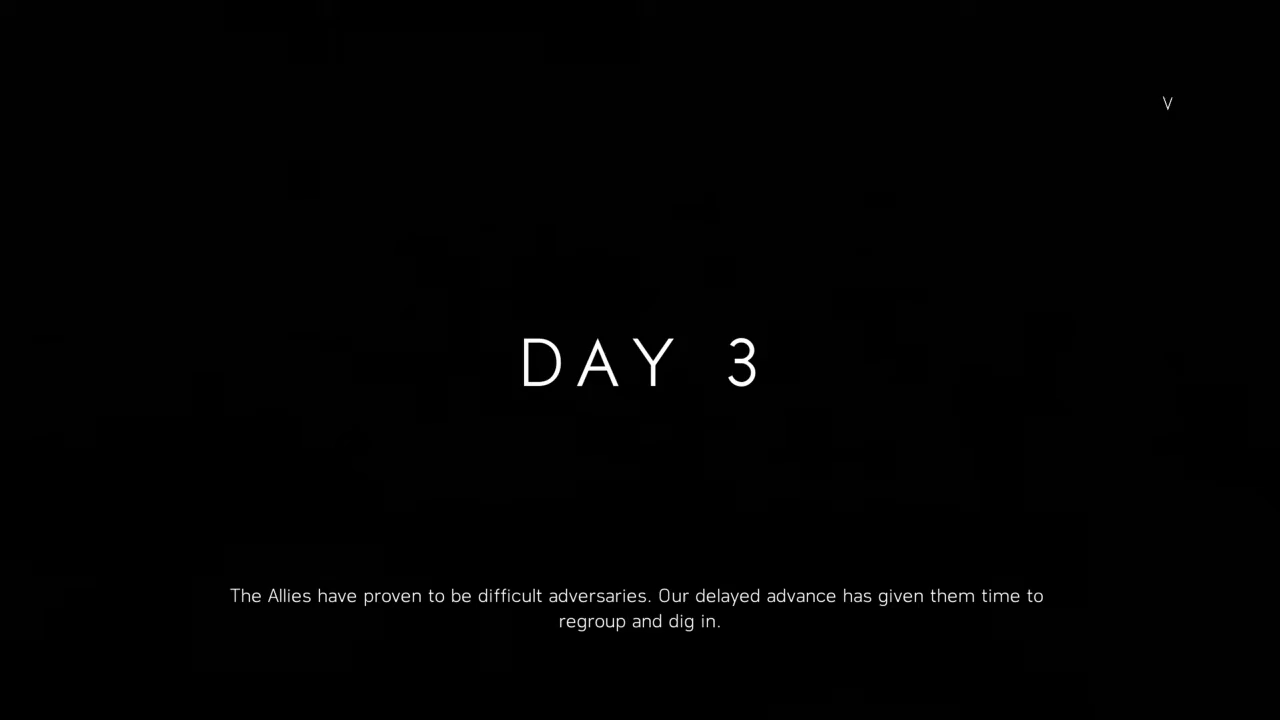 V
DAY 3
The Allies have proven to be difficult adversaries. Our delayed advance has given them time to
regroup and dig in.